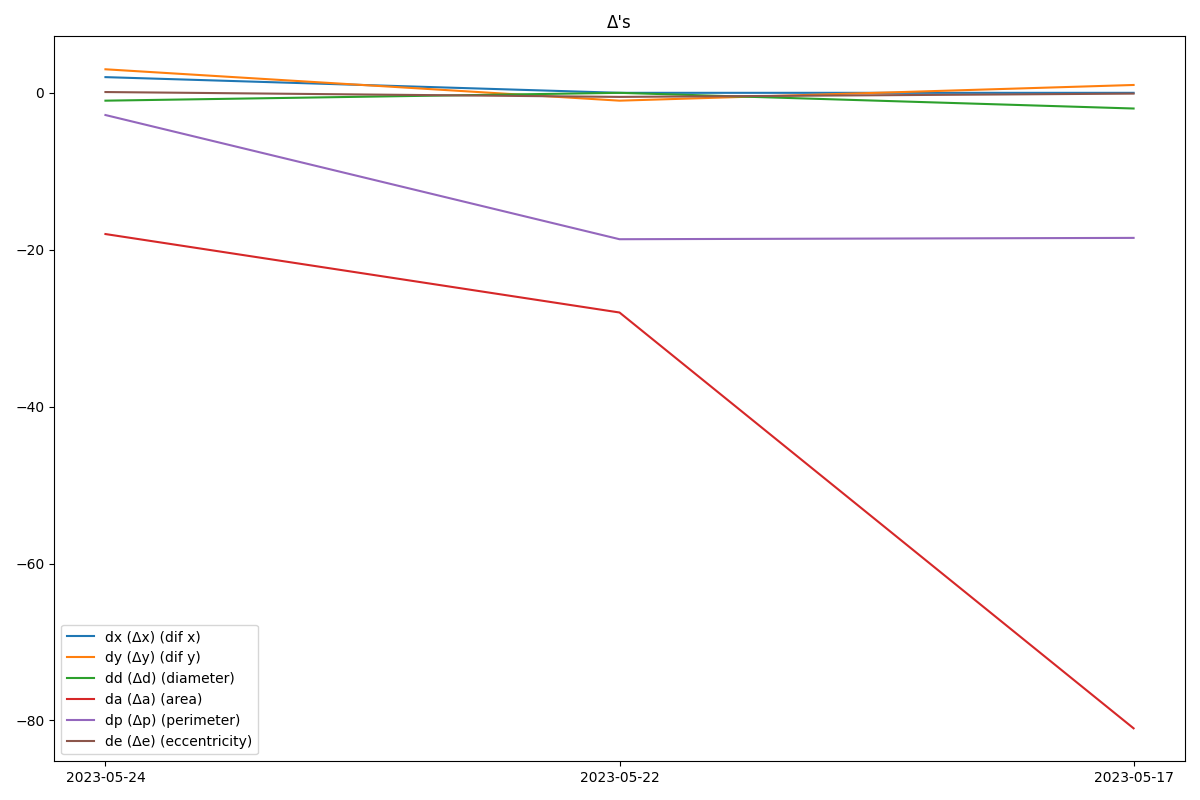 Δ's
0
−20
−40
−60
−80
dx (Δx) (dif x)
dy (Δy) (dif y)
dd (Δd) (diameter)
da (Δa) (area)
dp (Δp) (perimeter)
de (Δe) (eccentricity)
2023-05-24
2023-05-22
2023-05-17